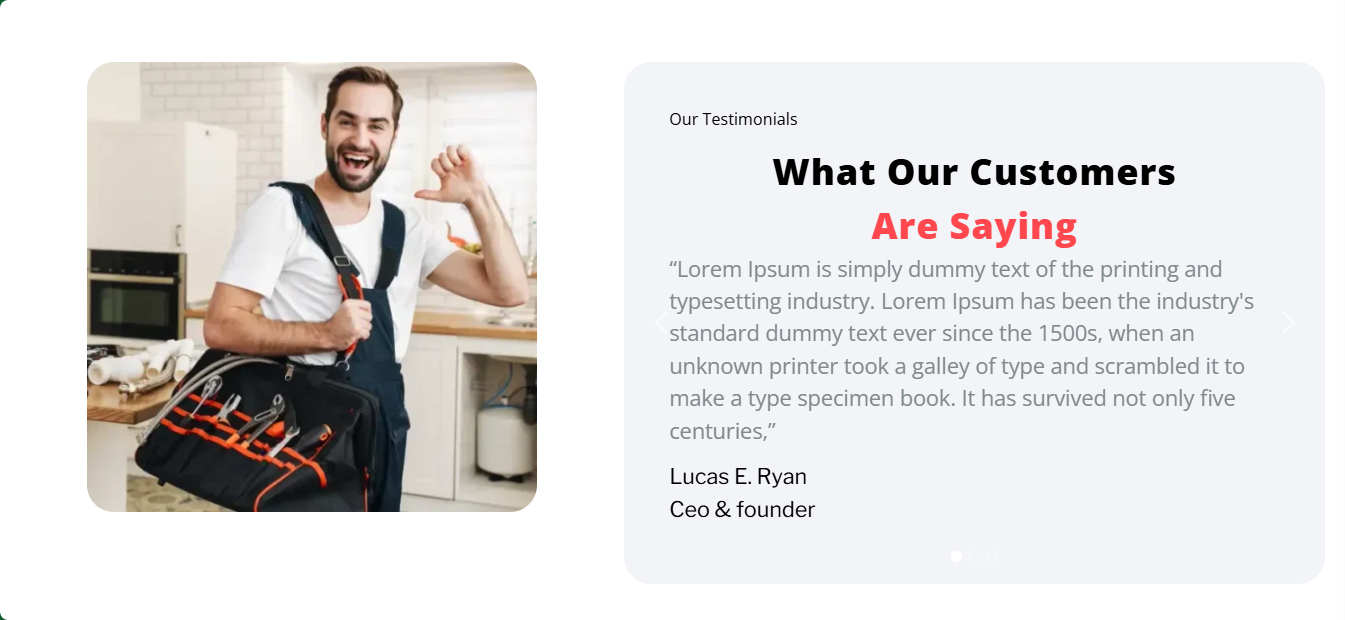 Our Testimonials
What Our Customers
Are Saying
“Lorem Ipsum is simply dummy text of the printing and
typesetting industry. Lorem Ipsum has been the industry's
standard dummy text ever since the 1500s, when an
unknown printer took a galley of type and scrambled it to
make a type specimen book. It has survived not only five
centuries,”
Lucas E. Ryan
Ceo & founder